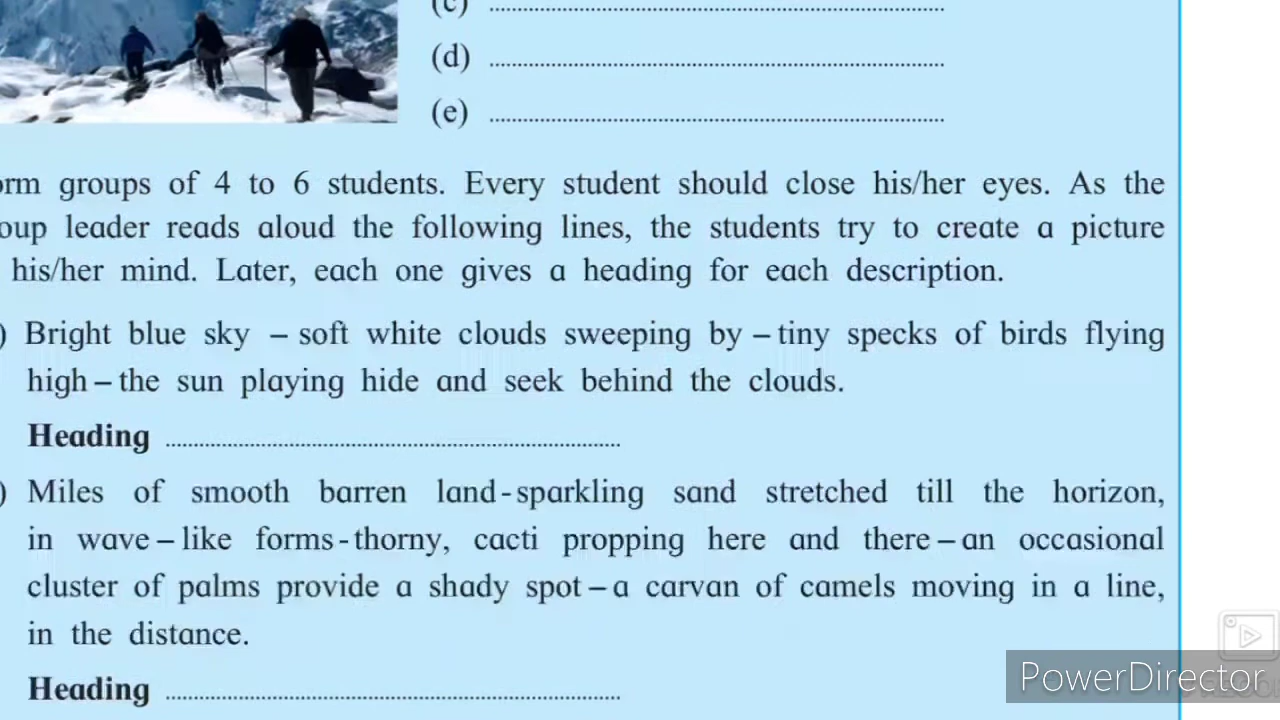 (c) ............
(d) ............
(e) ............
orm groups of 4 to 6 students. Every student should close his/her eyes. As the
oup leader reads aloud the following lines, the students try to create a picture
his/her mind. Later, each one gives a heading for each description.
) Bright blue sky – soft white clouds sweeping by – tiny specks of birds flying
high – the sun playing hide and seek behind the clouds.
Heading ............
) Miles of smooth barren land - sparkling sand stretched till the horizon,
in wave – like forms - thorny, cacti propping here and there – an occasional
cluster of palms provide a shady spot – a carvan of camels moving in a line,
in the distance.
Heading ............
PowerDirector